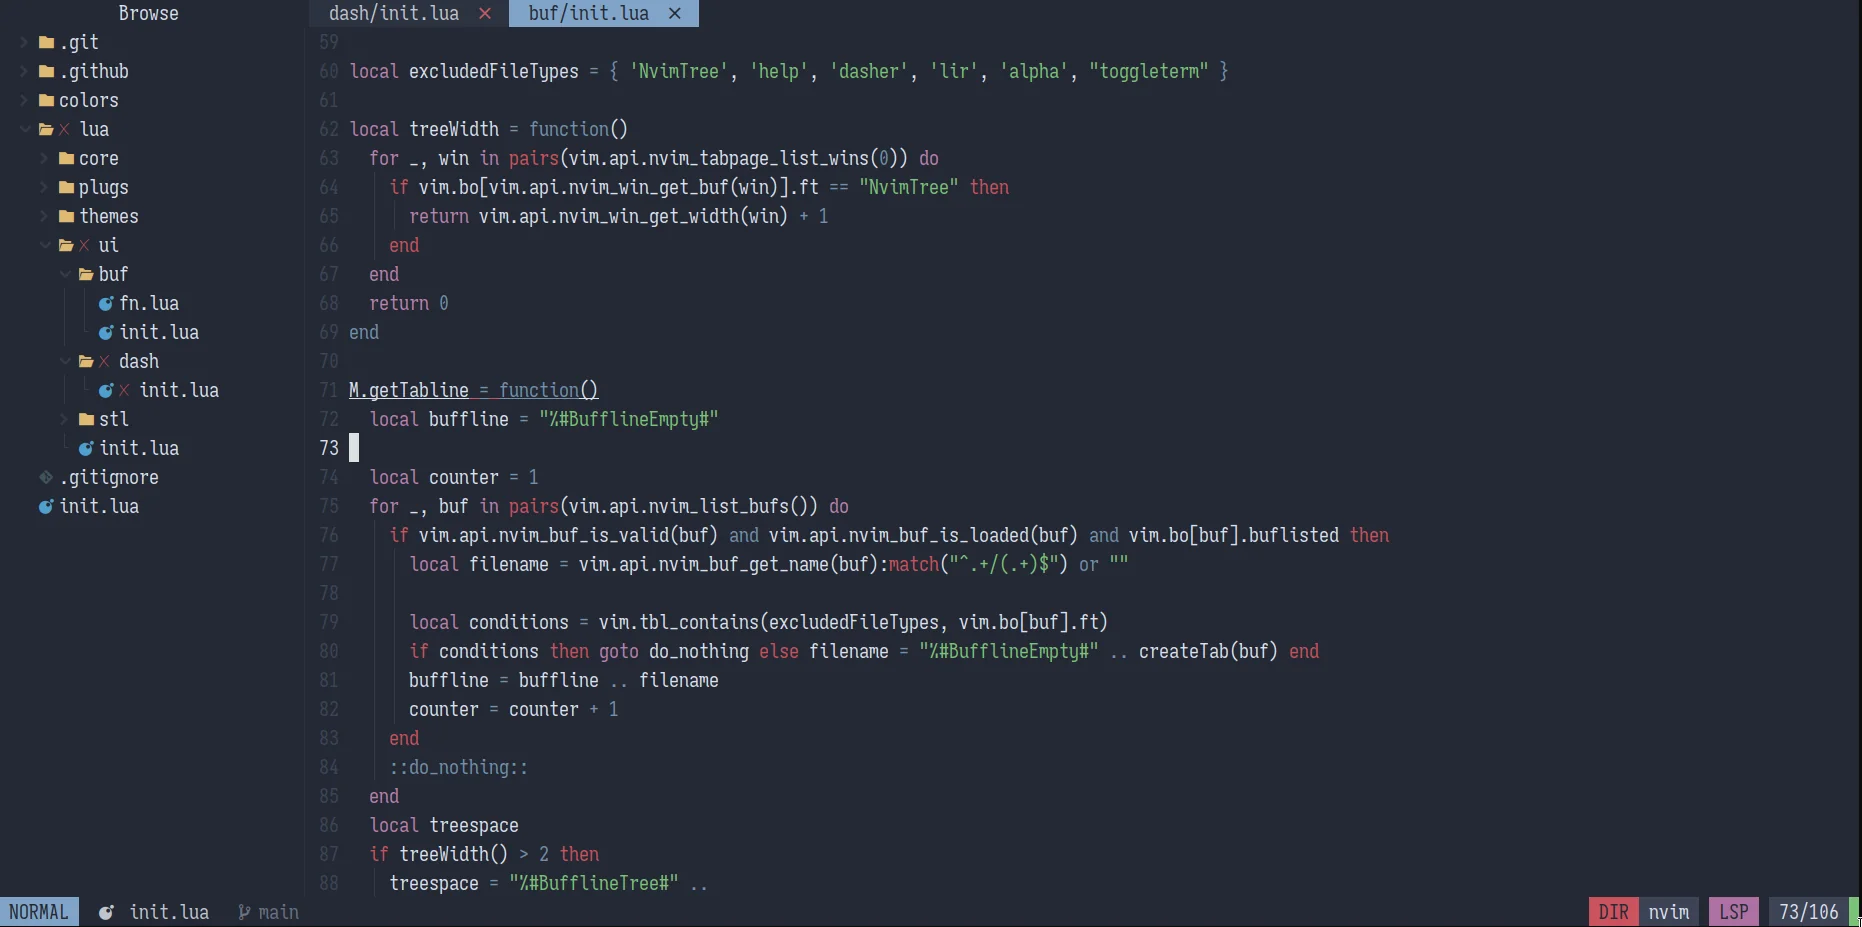 Browse
.git
.github
colors
lua
core
plugs
themes
ui
buf
fn.lua
init.lua
dash
init.lua
stl
init.lua
.gitignore
init.lua
dash/init.lua × buf/init.lua ×
59
60 local excludedFileTypes = { 'NvimTree', 'help', 'dasher', 'lir', 'alpha', "toggleterm" }
61
62 local treeWidth = function()
63 for _, win in pairs(vim.api.nvim_tabpage_list_wins(0)) do
64 if vim.bo[vim.api.nvim_win_get_buf(win)].ft == "NvimTree" then
65 return vim.api.nvim_win_get_width(win) + 1
66 end
67 end
68 return 0
69 end
70
71 M.getTabline = function()
72 local buffline = "%#BufflineEmpty#"
73
74 local counter = 1
75 for _, buf in pairs(vim.api.nvim_list_bufs()) do
76 if vim.api.nvim_buf_is_valid(buf) and vim.api.nvim_buf_is_loaded(buf) and vim.bo[buf].buflisted then
77 local filename = vim.api.nvim_buf_get_name(buf):match("^.+/(.+)$") or ""
78
79 local conditions = vim.tbl_contains(excludedFileTypes, vim.bo[buf].ft)
80 if conditions then goto do_nothing else filename = "%#BufflineEmpty#" .. createTab(buf) end
81 buffline = buffline .. filename
82 counter = counter + 1
83 end
84 ::do_nothing::
85 end
86 local treespace
87 if treeWidth() > 2 then
88 treespace = "%#BufflineTree#" ..
NORMAL init.lua main DIR nvim LSP 73/106